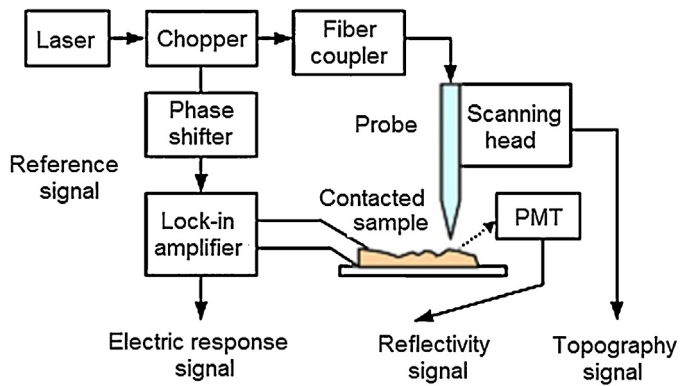 Laser
Chopper
Fiber
coupler
Phase
shifter
Probe
Scanning
head
Reference
signal
Contacted
sample
Lock-in
amplifier
PMT
Electric response
signal
Reflectivity
signal
Topography
signal